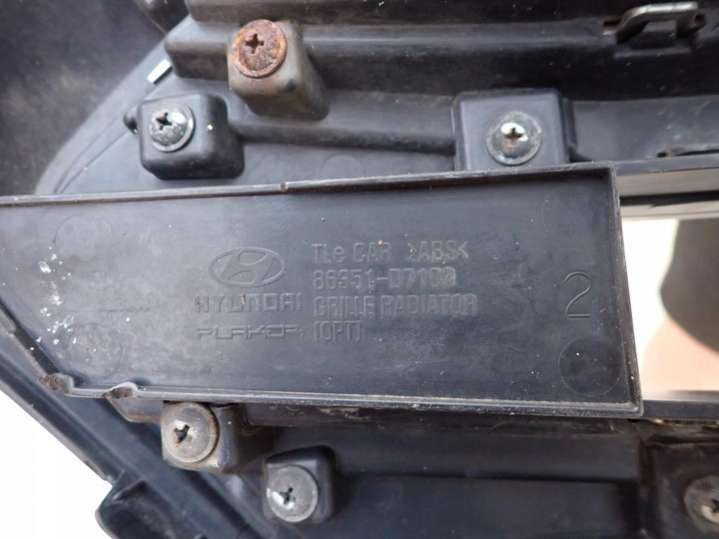 TLe CAR >ABS<
86351-D7100
HYUNDAI
GRILLE RADIATOR
PLAKOR
(OPT)
2